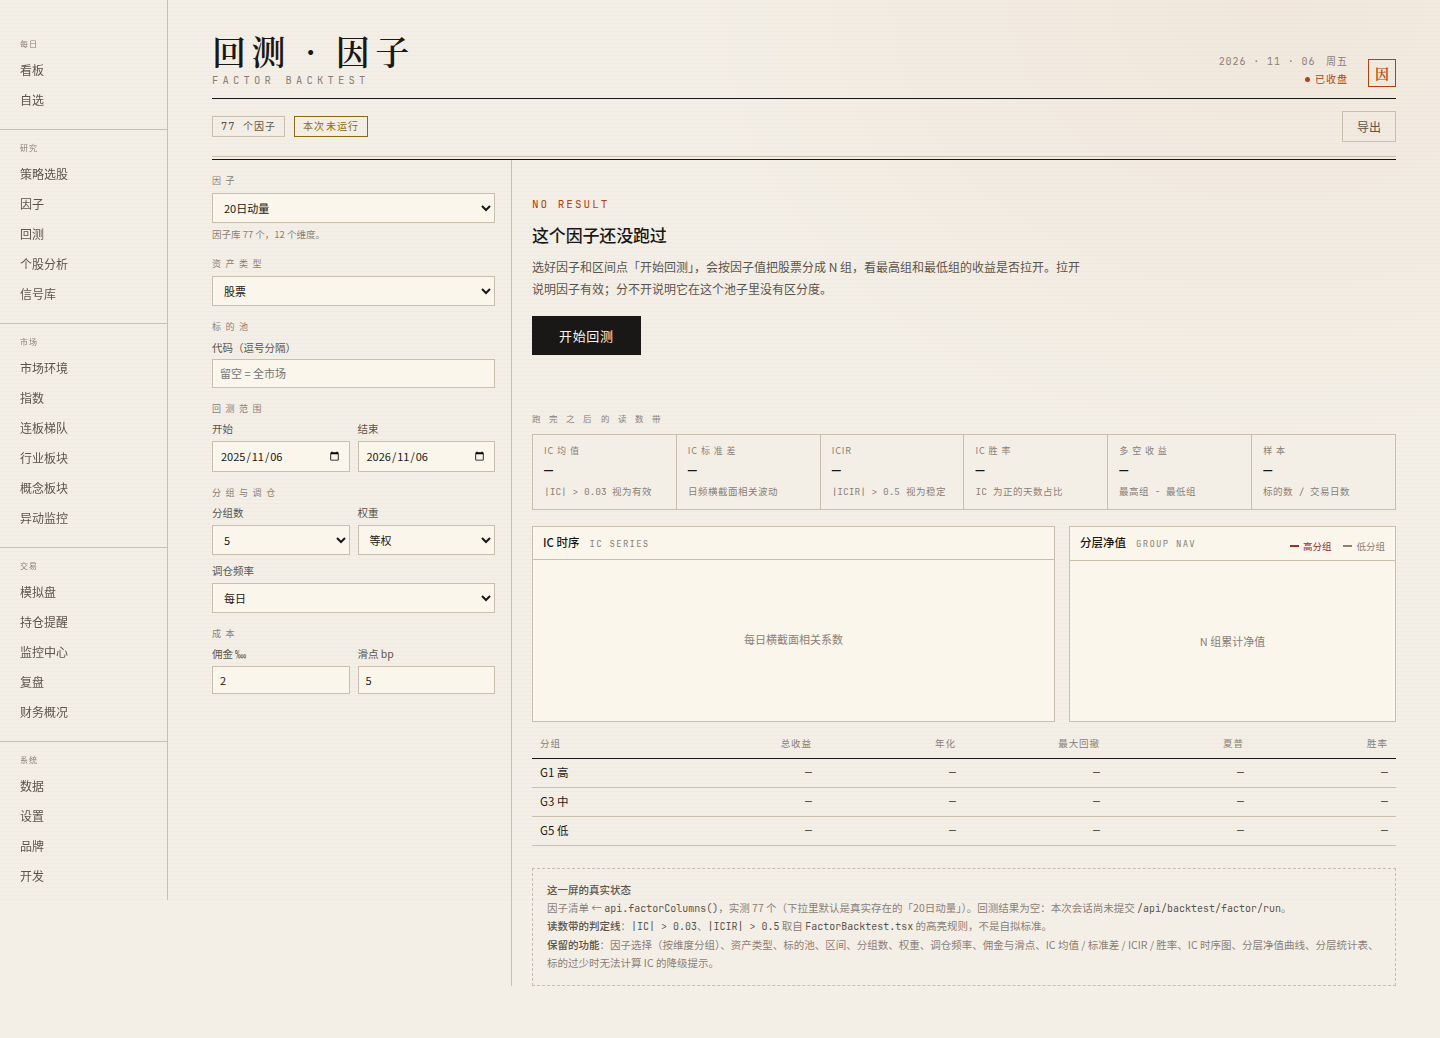 每日
看板
自选
研究
策略选股
因子
回测
个股分析
信号库
市场
市场环境
指数
连板梯队
行业板块
概念板块
异动监控
交易
模拟盘
持仓提醒
监控中心
复盘
财务概况
系统
数据
设置
品牌
开发
回测 · 因子
FACTOR BACKTEST
2026 · 11 · 06 周五
已收盘
因
77 个因子
本次未运行
导出
因子
20日动量
因子库 77 个，12 个维度。
资产类型
股票
标的池
代码（逗号分隔）
留空 = 全市场
回测范围
开始 结束
2025/11/06 2026/11/06
分组与调仓
分组数 权重
5 等权
调仓频率
每日
成本
佣金 ‱ 滑点 bp
2 5
NO RESULT
这个因子还没跑过
选好因子和区间点「开始回测」，会按因子值把股票分成 N 组，看最高组和最低组的收益是否拉开。拉开
说明因子有效；分不开说明它在这个池子里没有区分度。
开始回测
跑完之后的读数带
IC 均值 IC 标准差 ICIR IC 胜率 多空收益 样本
— — — — — —
|IC| > 0.03 视为有效 日频横截面相关波动 |ICIR| > 0.5 视为稳定 IC 为正的天数占比 最高组 - 最低组 标的数 / 交易日数
IC 时序 IC SERIES
每日横截面相关系数
分层净值 GROUP NAV 高分组 低分组
N 组累计净值
分组 总收益 年化 最大回撤 夏普 胜率
G1 高 — — — — —
G3 中 — — — — —
G5 低 — — — — —
这一屏的真实状态
因子清单 ← api.factorColumns()，实测 77 个（下拉里默认是真实存在的「20日动量」）。回测结果为空：本次会话尚未提交 /api/backtest/factor/run。
读数带的判定线：|IC| > 0.03、|ICIR| > 0.5 取自 FactorBacktest.tsx 的高亮规则，不是自拟标准。
保留的功能：因子选择（按维度分组）、资产类型、标的池、区间、分组数、权重、调仓频率、佣金与滑点、IC 均值 / 标准差 / ICIR / 胜率、IC 时序图、分层净值曲线、分层统计表、
标的过少时无法计算 IC 的降级提示。